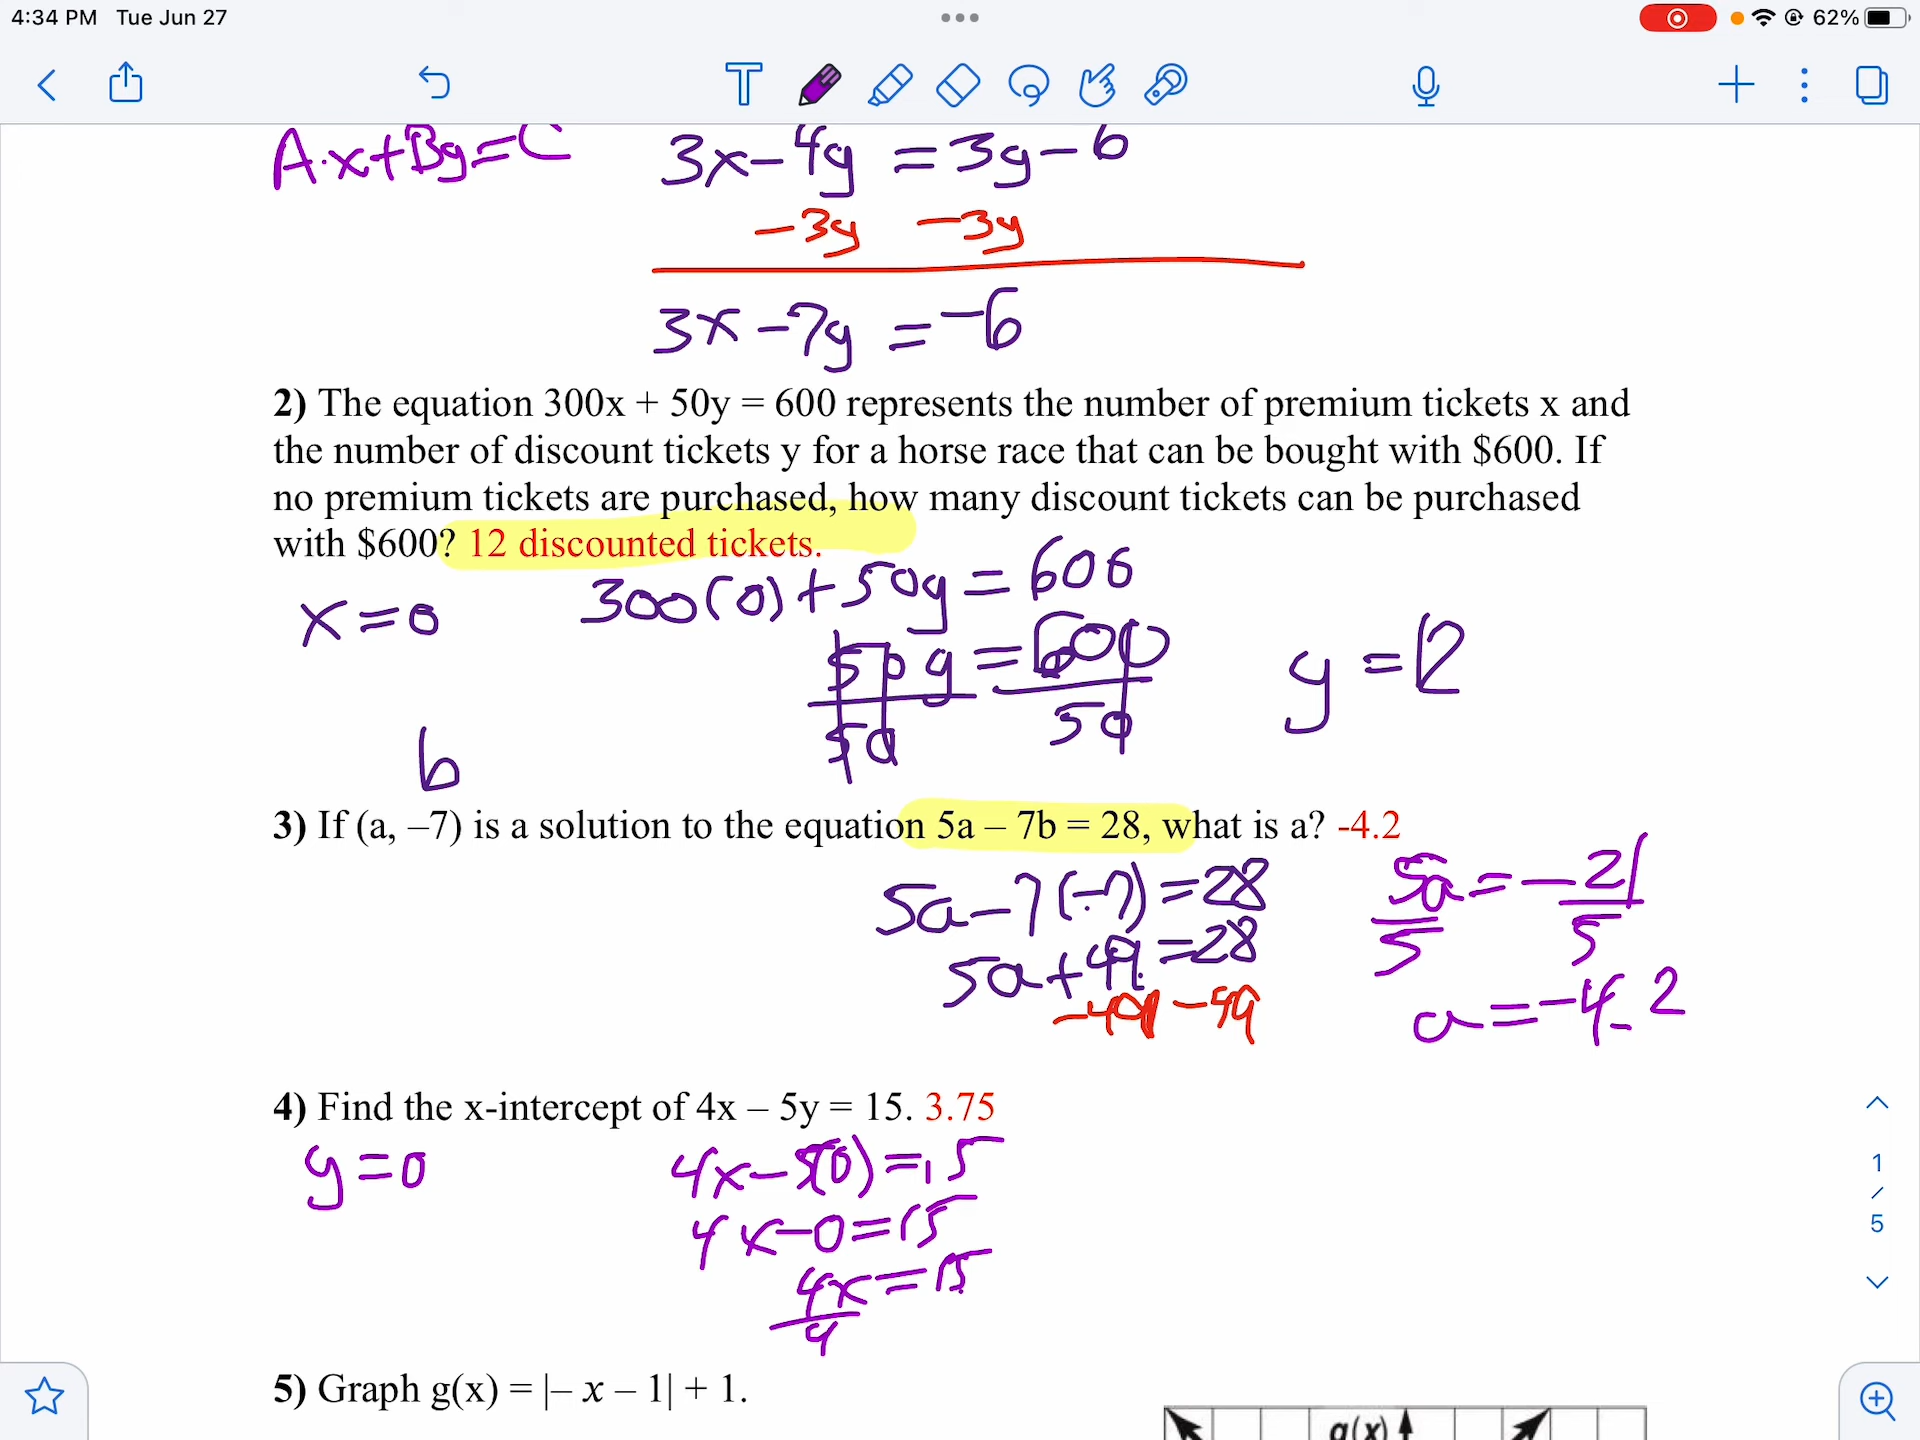 4:34 PM Tue Jun 27
62%
A·x+By=C
3x-4y = 3y-6
-3y -3y
3x-7y = -6
2) The equation 300x + 50y = 600 represents the number of premium tickets x and
the number of discount tickets y for a horse race that can be bought with $600. If
no premium tickets are purchased, how many discount tickets can be purchased
with $600? 12 discounted tickets.
x=0
300(0)+50y=600
50y=600
50 50
y=12
b
3) If (a, –7) is a solution to the equation 5a – 7b = 28, what is a? -4.2
5a-7(-7)=28
5a+49=28
-49 -49
5a=-21
5 5
a=-4.2
4) Find the x-intercept of 4x – 5y = 15. 3.75
y=0
4x-5(0)=15
4x-0=15
4x=15
4
1
/
5
5) Graph g(x) = |– x – 1| + 1.
g(x)